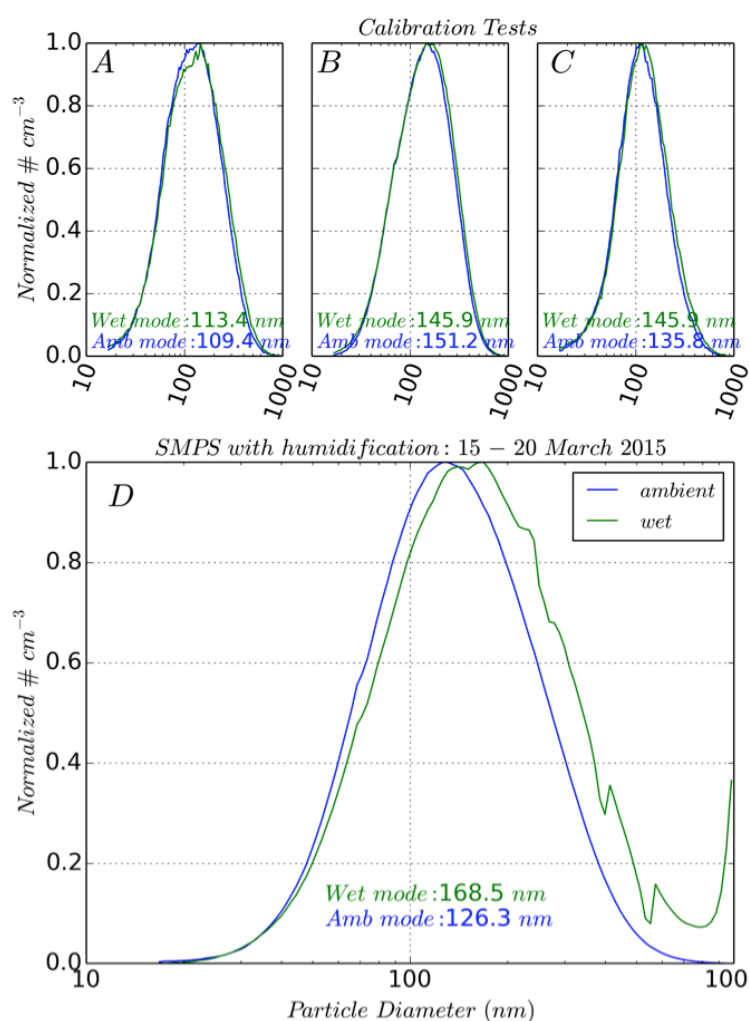 Calibration Tests
A
B
C
Normalized # cm⁻³
1.0
0.8
0.6
0.4
0.2
0.0
Wet mode:113.4 nm
Amb mode:109.4 nm
Wet mode:145.9 nm
Amb mode:151.2 nm
Wet mode:145.9 nm
Amb mode:135.8 nm
10
100
1000
10
100
1000
10
100
1000
SMPS with humidification: 15 − 20 March 2015
D
ambient
wet
Normalized # cm⁻³
1.0
0.8
0.6
0.4
0.2
0.0
Wet mode:168.5 nm
Amb mode:126.3 nm
10
100
100
Particle Diameter (nm)